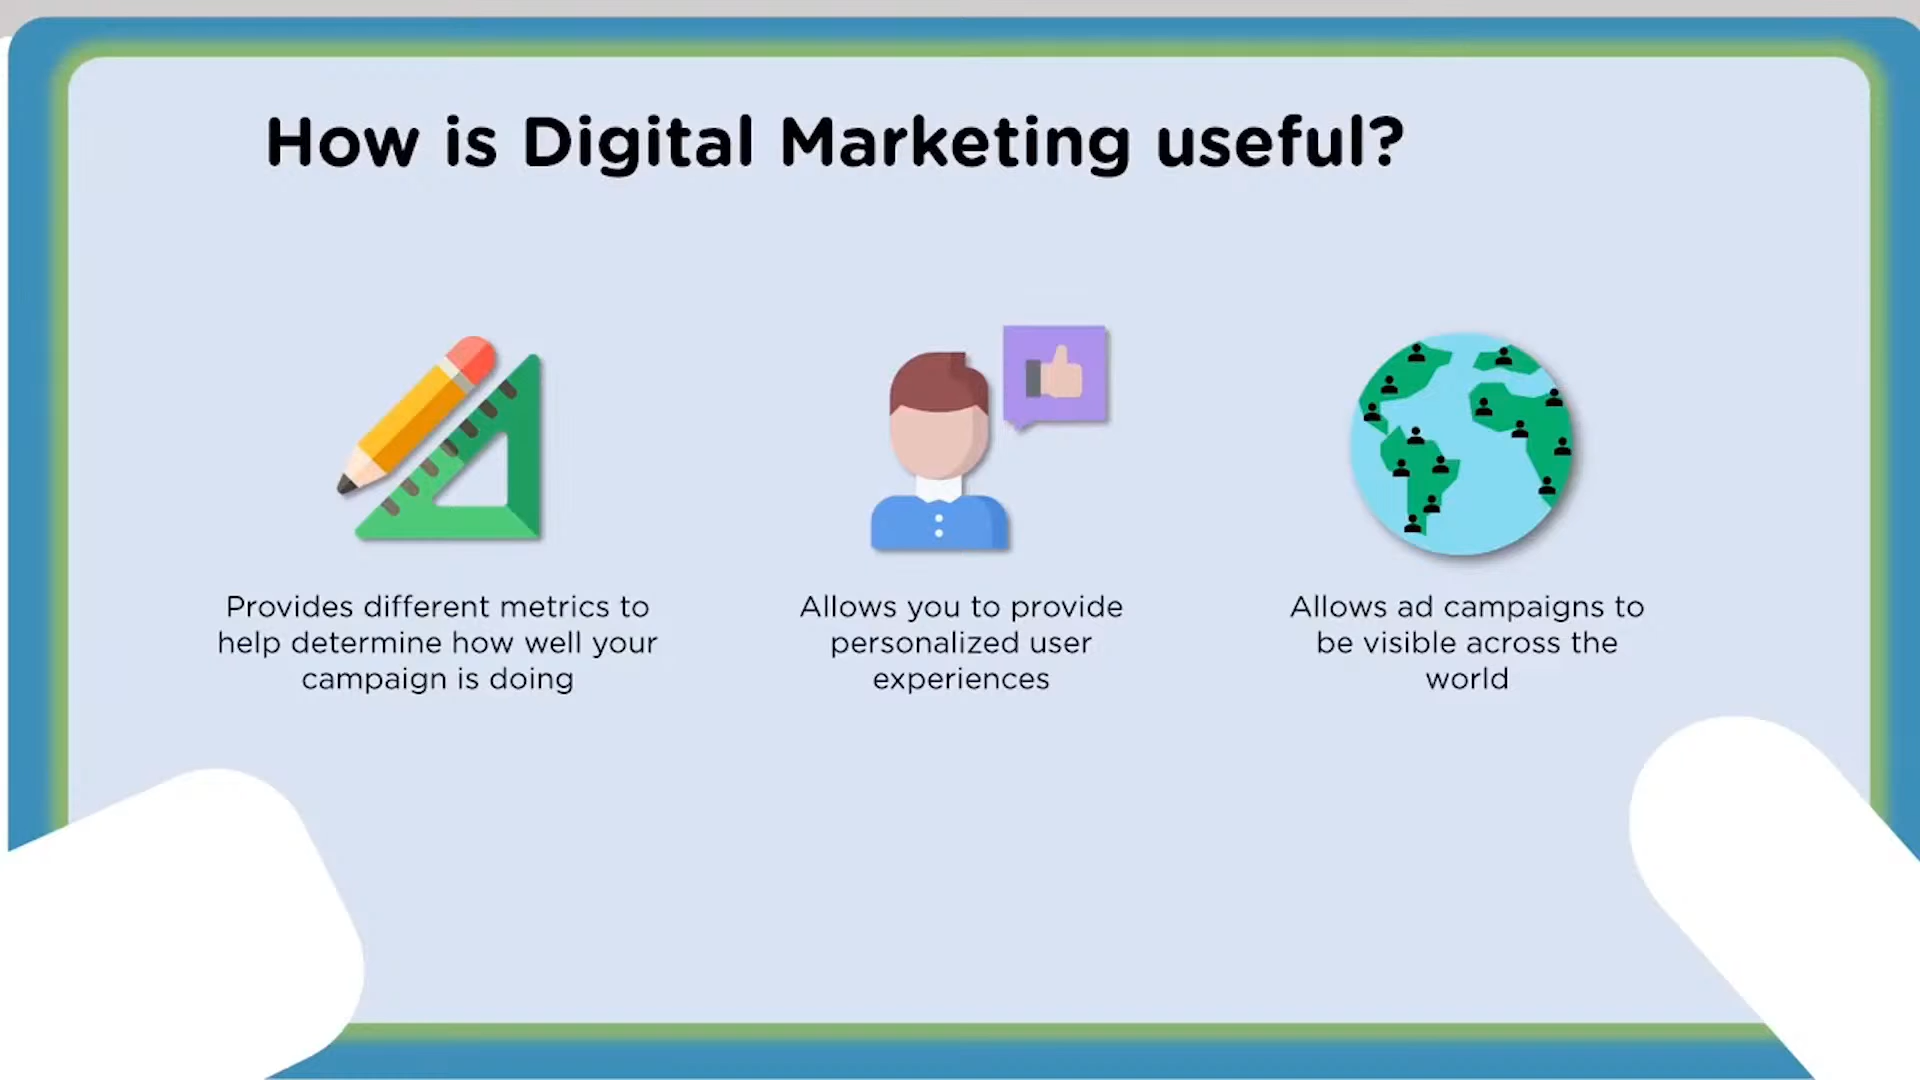 How is Digital Marketing useful?
Provides different metrics to
help determine how well your
campaign is doing
Allows you to provide
personalized user
experiences
Allows ad campaigns to
be visible across the
world